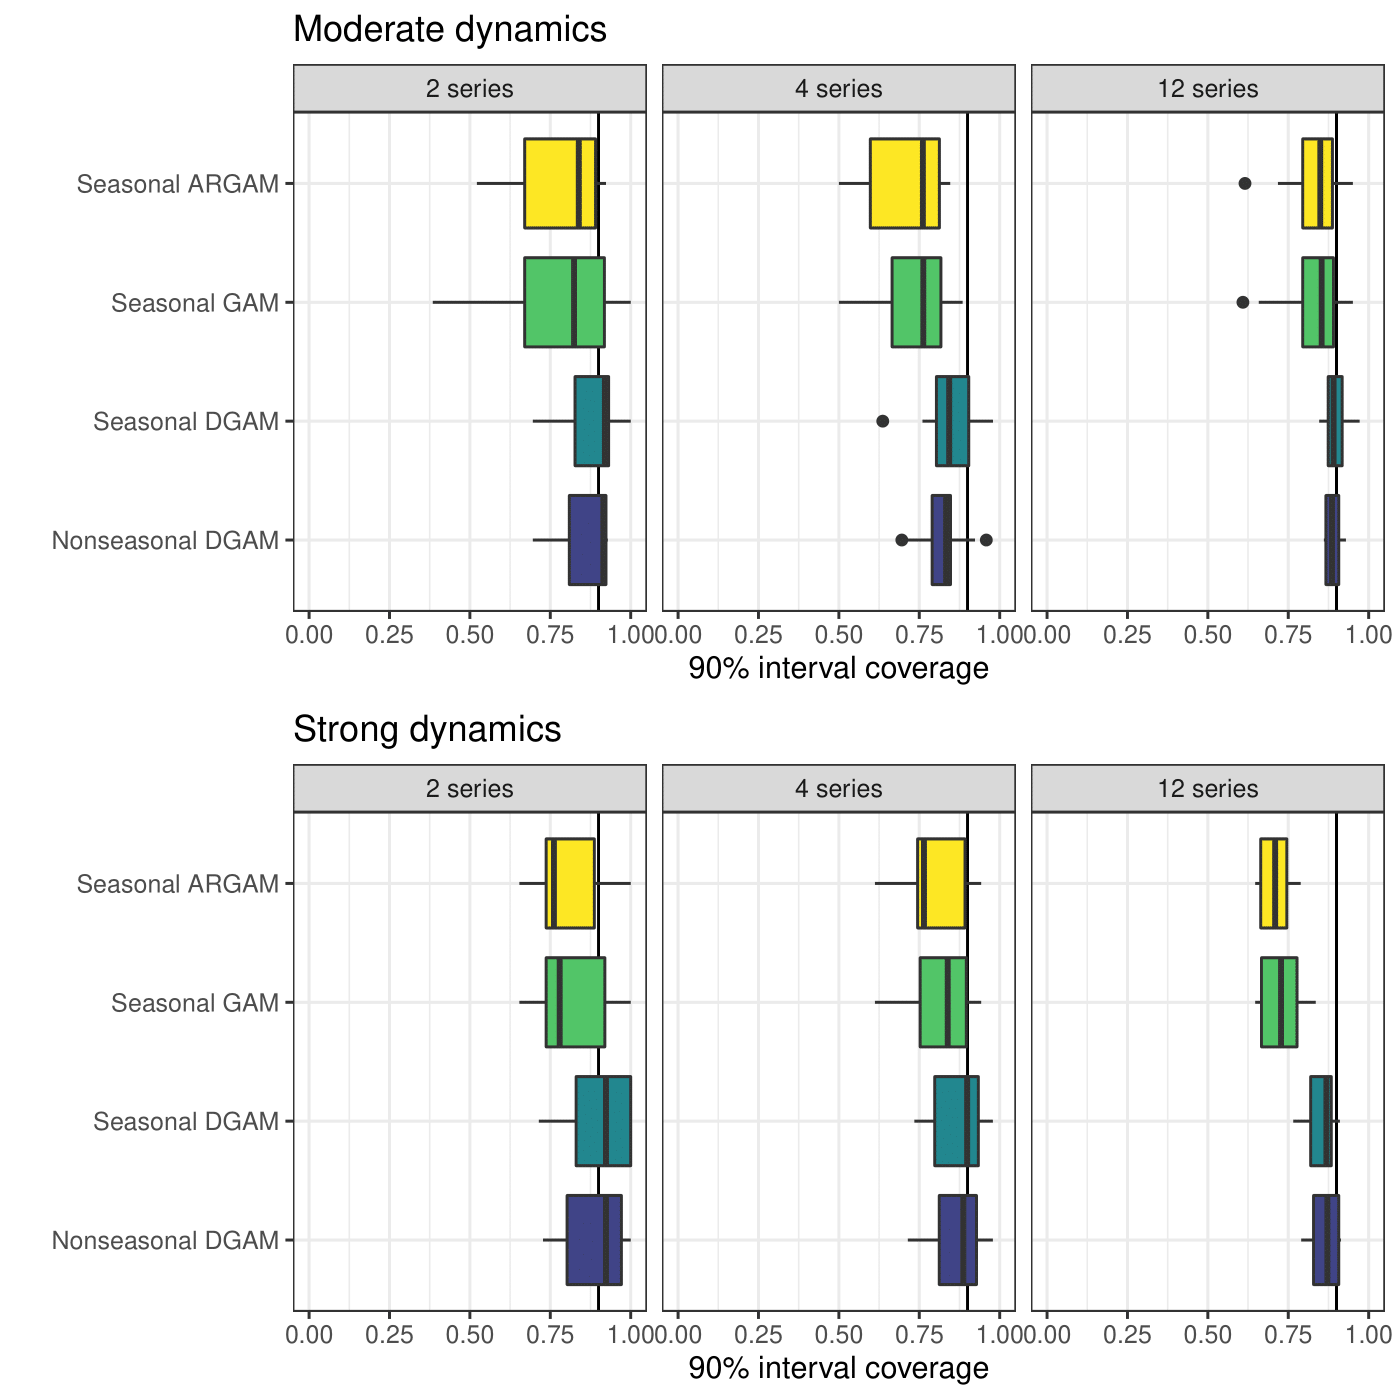 Moderate dynamics
2 series 4 series 12 series
Seasonal ARGAM
Seasonal GAM
Seasonal DGAM
Nonseasonal DGAM
0.00 0.25 0.50 0.75 1.00 0.00 0.25 0.50 0.75 1.00 0.00 0.25 0.50 0.75 1.00
90% interval coverage
Strong dynamics
2 series 4 series 12 series
Seasonal ARGAM
Seasonal GAM
Seasonal DGAM
Nonseasonal DGAM
0.00 0.25 0.50 0.75 1.00 0.00 0.25 0.50 0.75 1.00 0.00 0.25 0.50 0.75 1.00
90% interval coverage